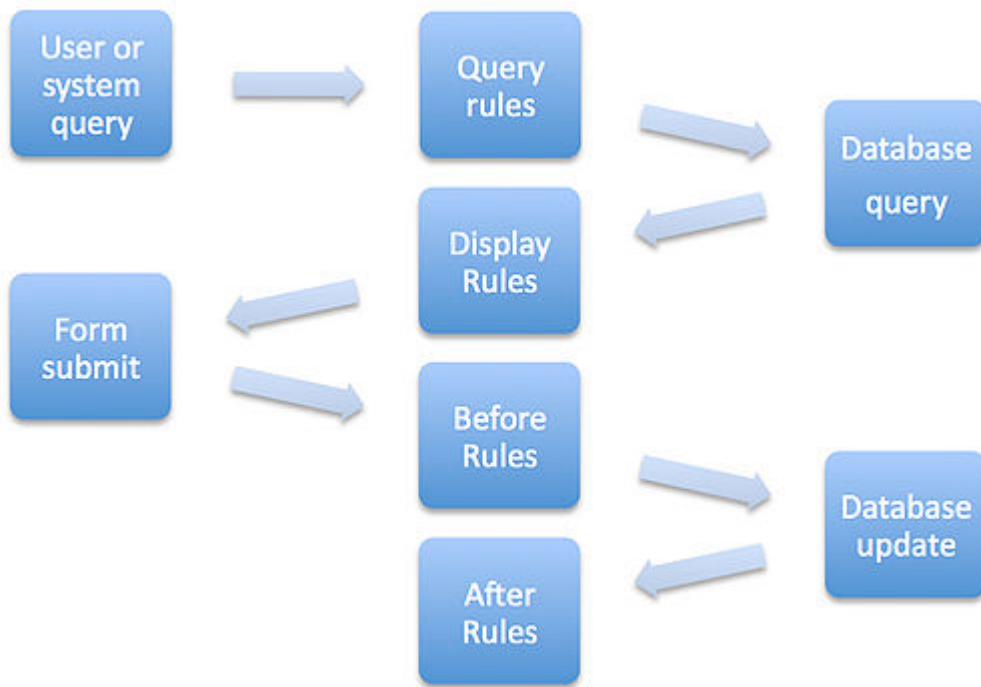 User or
system
query
Query
rules
Database
query
Display
Rules
Form
submit
Before
Rules
Database
update
After
Rules